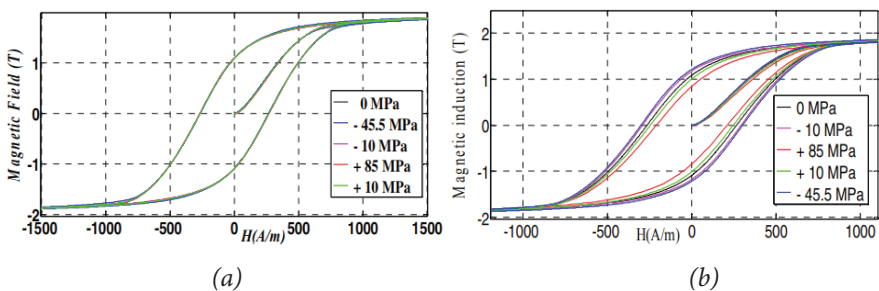 (a)
Magnetic Field (T)
1
0
-1
-2
-1500
-1000
-500
0
500
1000
1500
H(A/m)
0 MPa
- 45.5 MPa
- 10 MPa
+ 85 MPa
+ 10 MPa
(a)
(b)
Magnetic induction (T)
2
1
0
-1
-2
-1000
-500
0
500
1000
H(A/m)
0 MPa
- 10 MPa
+ 85 MPa
+ 10 MPa
- 45.5 MPa
(b)